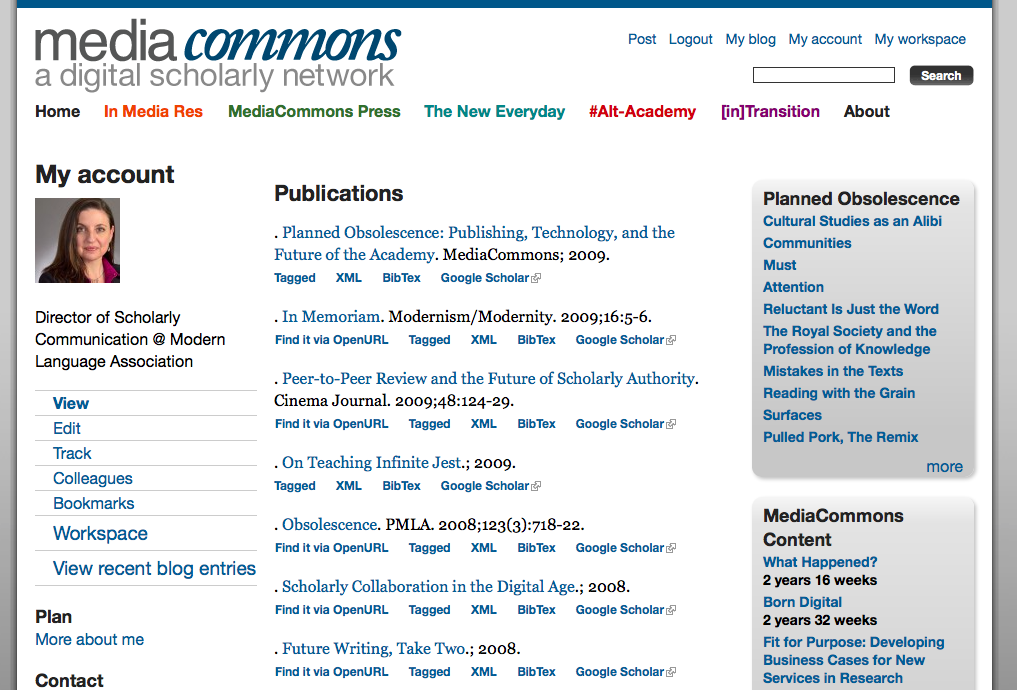 media commons
a digital scholarly network
Post Logout My blog My account My workspace
Search
Home In Media Res MediaCommons Press The New Everyday #Alt-Academy [in]Transition About
My account
Director of Scholarly
Communication @ Modern
Language Association
View
Edit
Track
Colleagues
Bookmarks
Workspace
View recent blog entries
Plan
More about me
Contact
Publications
. Planned Obsolescence: Publishing, Technology, and the
Future of the Academy. MediaCommons; 2009.
Tagged XML BibTex Google Scholar
. In Memoriam. Modernism/Modernity. 2009;16:5-6.
Find it via OpenURL Tagged XML BibTex Google Scholar
. Peer-to-Peer Review and the Future of Scholarly Authority.
Cinema Journal. 2009;48:124-29.
Find it via OpenURL Tagged XML BibTex Google Scholar
. On Teaching Infinite Jest.; 2009.
Tagged XML BibTex Google Scholar
. Obsolescence. PMLA. 2008;123(3):718-22.
Find it via OpenURL Tagged XML BibTex Google Scholar
. Scholarly Collaboration in the Digital Age.; 2008.
Find it via OpenURL Tagged XML BibTex Google Scholar
. Future Writing, Take Two.; 2008.
Find it via OpenURL Tagged XML BibTex Google Scholar
Planned Obsolescence
Cultural Studies as an Alibi
Communities
Must
Attention
Reluctant Is Just the Word
The Royal Society and the
Profession of Knowledge
Mistakes in the Texts
Reading with the Grain
Surfaces
Pulled Pork, The Remix
more
MediaCommons
Content
What Happened?
2 years 16 weeks
Born Digital
2 years 32 weeks
Fit for Purpose: Developing
Business Cases for New
Services in Research